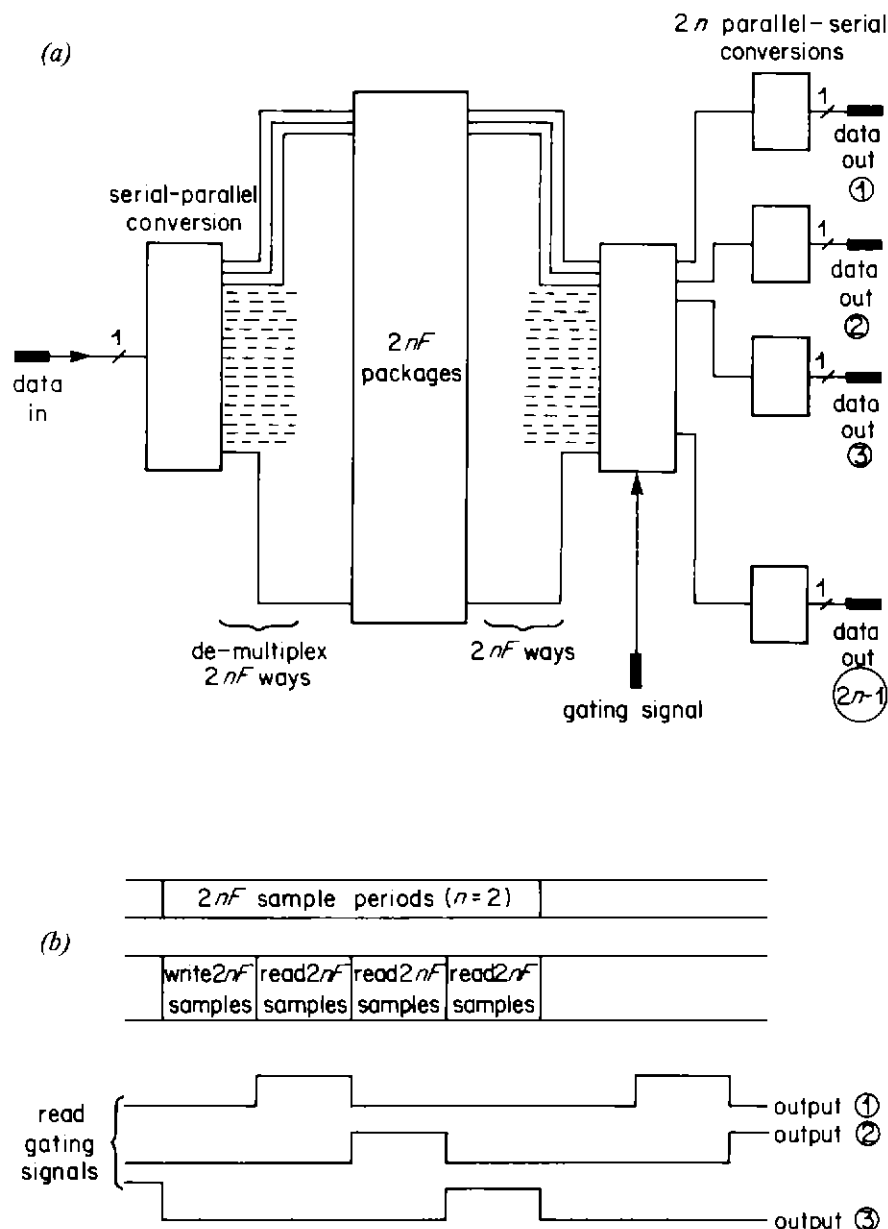 (a)
2n parallel-serial
conversions
1
data
out
①
serial-parallel
conversion
1
data
out
②
1
data
in
2nF
packages
1
data
out
③
1
data
out
2n-1
de-multiplex
2nF ways
2nF ways
gating signal
(b)
2nF sample periods (n=2)
write2nF read2nF read2nF read2nF
samples samples samples samples
read
gating
signals
output ①
output ②
output ③